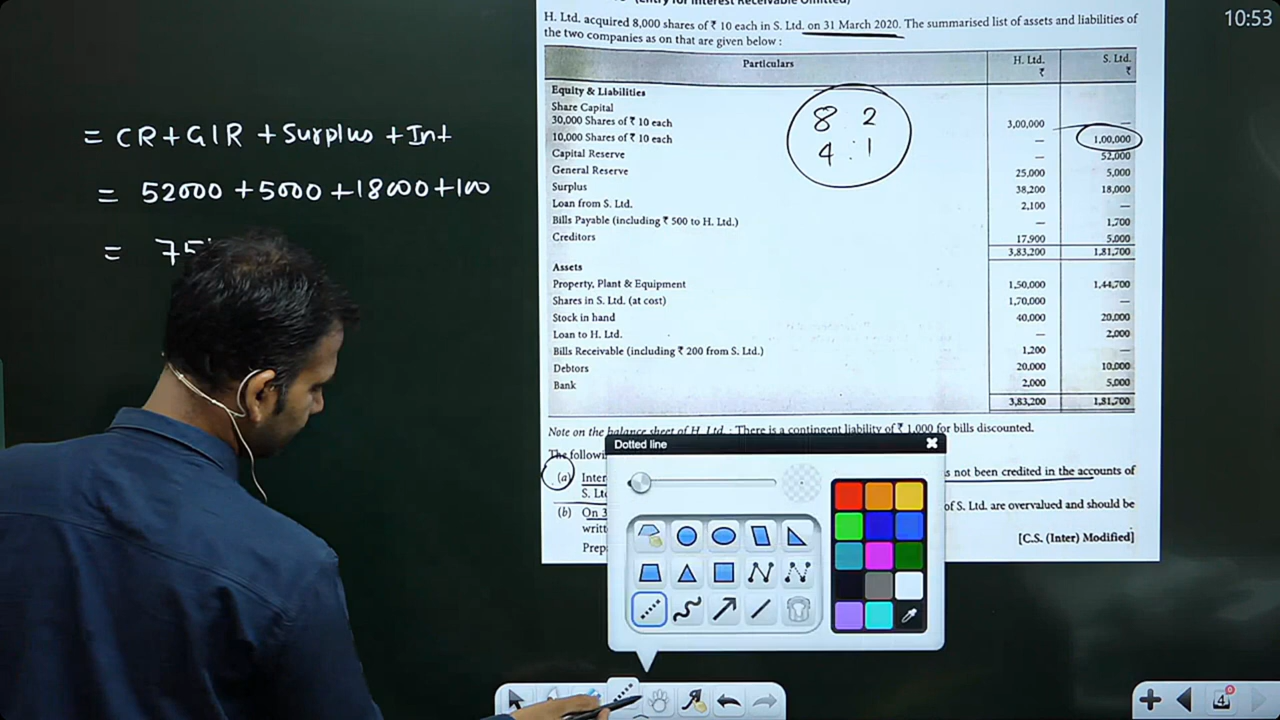 10:53
H. Ltd. acquired 8,000 shares of ₹ 10 each in S. Ltd. on 31 March 2020. The summarised list of assets and liabilities of
the two companies as on that are given below :
Particulars H. Ltd. ₹ S. Ltd. ₹
Equity & Liabilities
Share Capital
30,000 Shares of ₹ 10 each 3,00,000 —
10,000 Shares of ₹ 10 each — 1,00,000
Capital Reserve — 52,000
General Reserve 25,000 5,000
Surplus 38,200 18,000
Loan from S. Ltd. 2,100 —
Bills Payable (including ₹ 500 to H. Ltd.) — 1,700
Creditors 17,900 5,000
3,83,200 1,81,700
Assets
Property, Plant & Equipment 1,50,000 1,44,700
Shares in S. Ltd. (at cost) 1,70,000 —
Stock in hand 40,000 20,000
Loan to H. Ltd. — 2,000
Bills Receivable (including ₹ 200 from S. Ltd.) 1,200 —
Debtors 20,000 10,000
Bank 2,000 5,000
3,83,200 1,81,700
8 2
4 : 1
= CR + GIR + Surplus + Int
= 52000 + 5000 + 18000 + 100
= 75
Note on the balance sheet of H. Ltd. : There is a contingent liability of ₹ 1,000 for bills discounted.
The
(a) not been credited in the accounts of
(b) On of S. Ltd. are overvalued and should be
[C.S. (Inter) Modified]
Dotted line
4